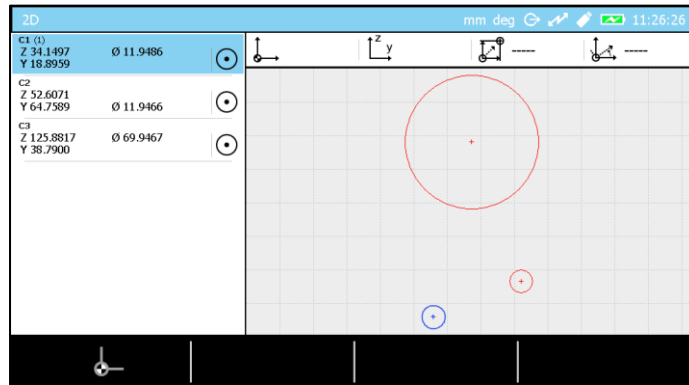 2D
mm deg 11:26:26
C1 (1)
Z 34.1497 Ø 11.9486
Y 18.8959
C2
Z 52.6071
Y 64.7589 Ø 11.9466
C3
Z 125.8817 Ø 69.9467
Y 38.7900
z
y
-----
-----